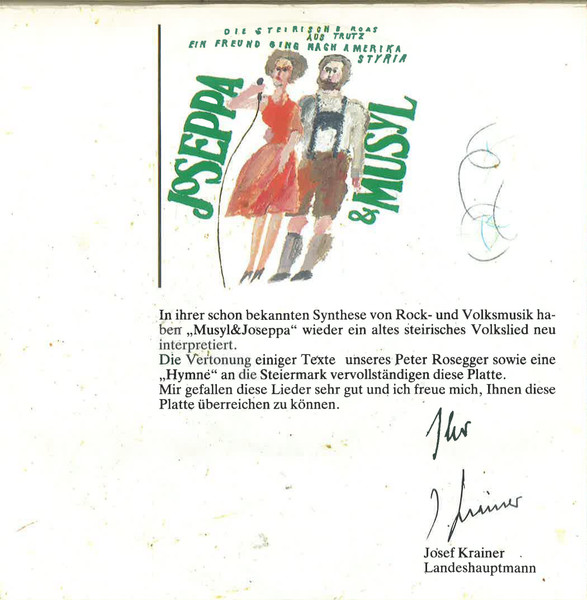 DIE STEIRISCHE ROAS
AUS TRUTZ
EIN FREUND GING NACH AMERIKA
STYRIA
JOSEPPA
& MUSYL
In ihrer schon bekannten Synthese von Rock- und Volksmusik ha-
ben „Musyl&Joseppa“ wieder ein altes steirisches Volkslied neu
interpretiert.
Die Vertonung einiger Texte unseres Peter Rosegger sowie eine
„Hymne“ an die Steiermark vervollständigen diese Platte.
Mir gefallen diese Lieder sehr gut und ich freue mich, Ihnen diese
Platte überreichen zu können.
Ihr
J. Krainer
Josef Krainer
Landeshauptmann